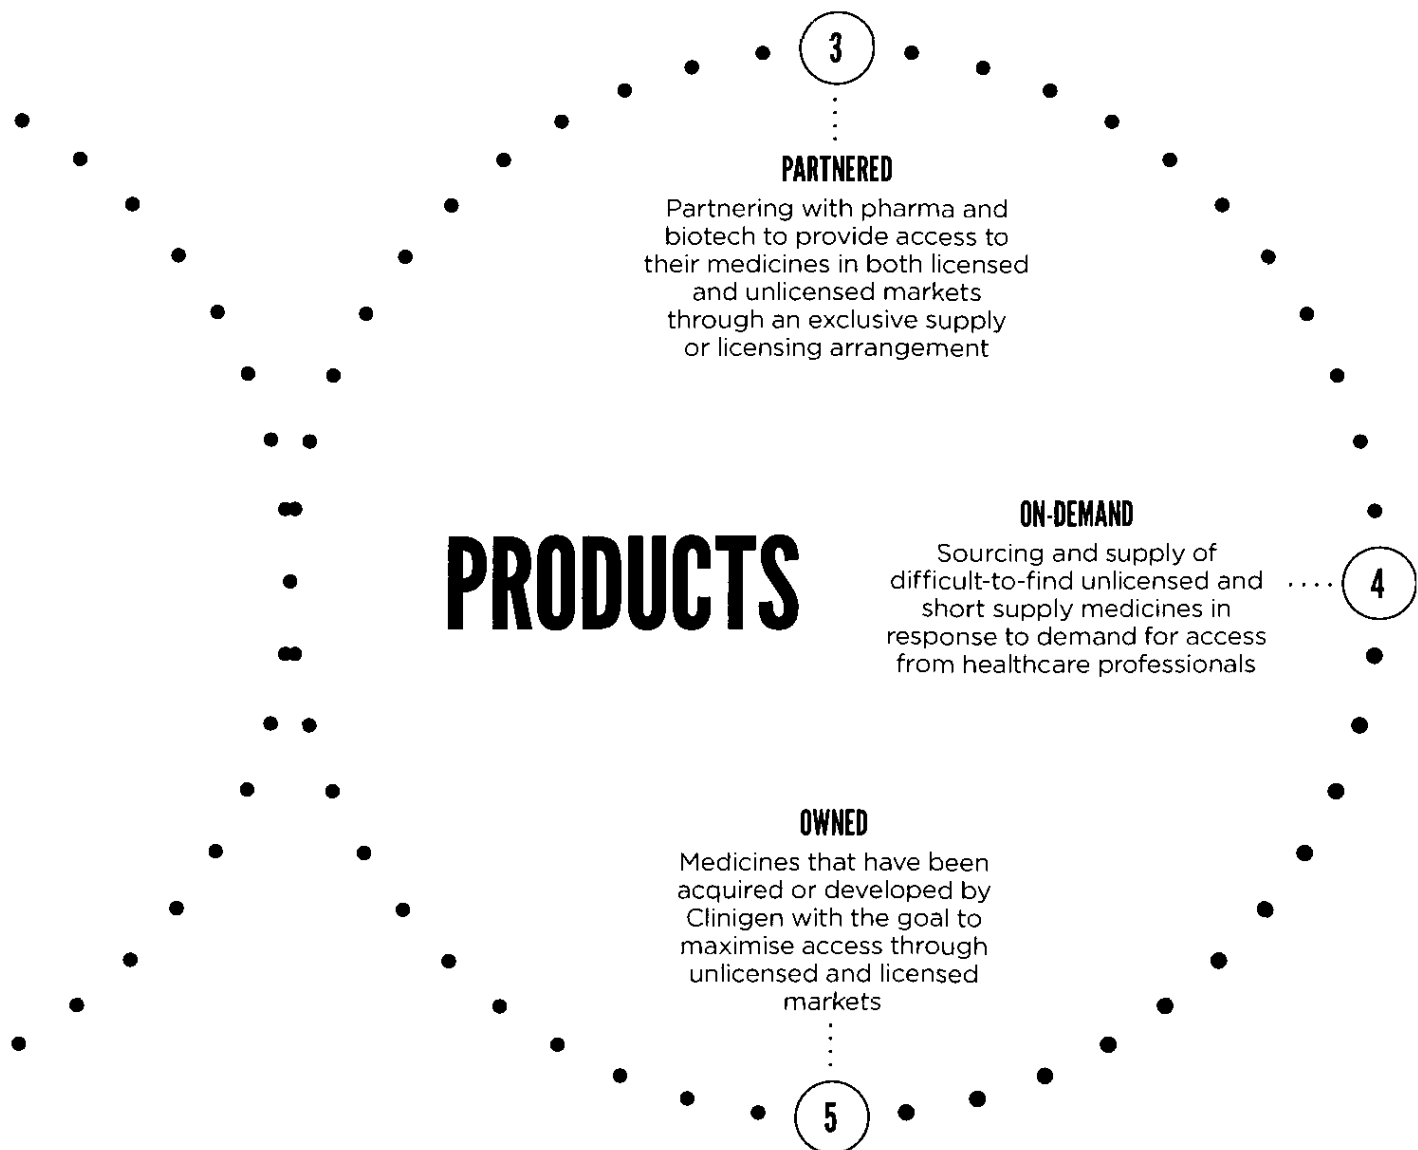 3
PARTNERED
Partnering with pharma and
biotech to provide access to
their medicines in both licensed
and unlicensed markets
through an exclusive supply
or licensing arrangement
PRODUCTS
ON-DEMAND
Sourcing and supply of
difficult-to-find unlicensed and
short supply medicines in
response to demand for access
from healthcare professionals
4
OWNED
Medicines that have been
acquired or developed by
Clinigen with the goal to
maximise access through
unlicensed and licensed
markets
5